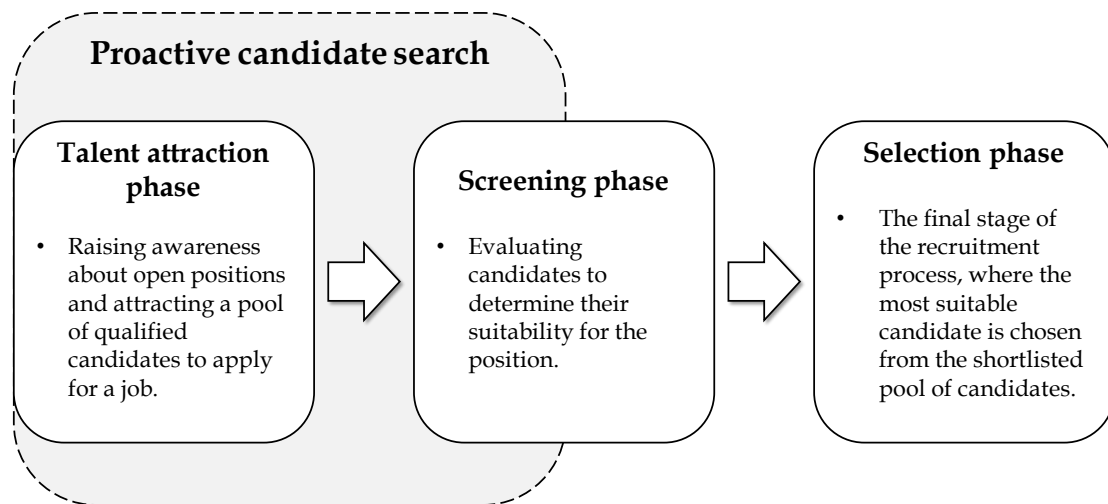 Proactive candidate search
Talent attraction
phase
• Raising awareness
about open positions
and attracting a pool
of qualified
candidates to apply
for a job.
Screening phase
• Evaluating
candidates to
determine their
suitability for the
position.
Selection phase
• The final stage of
the recruitment
process, where the
most suitable
candidate is chosen
from the shortlisted
pool of candidates.